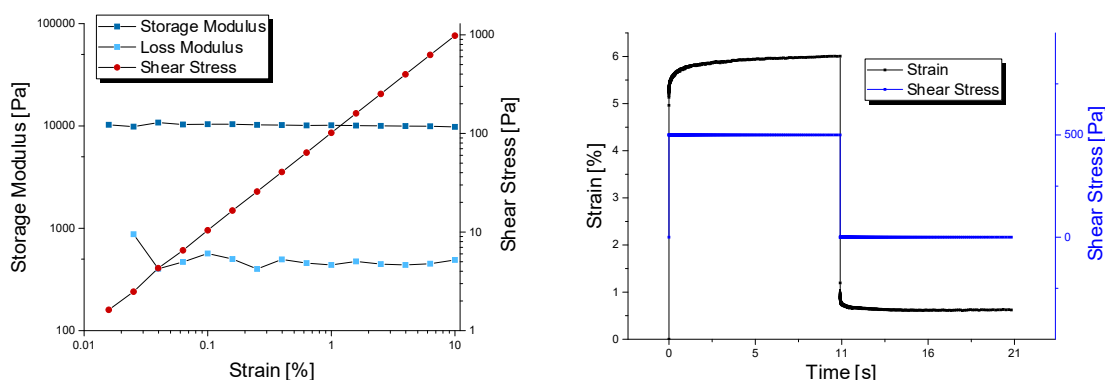 Storage Modulus
Loss Modulus
Shear Stress
100000
10000
1000
100
Storage Modulus [Pa]
1000
100
10
1
Shear Stress [Pa]
0.01
0.1
1
10
Strain [%]
Strain
Shear Stress
6
5
4
3
2
1
0
Strain [%]
500
0
Shear Stress [Pa]
0
5
11
16
21
Time [s]